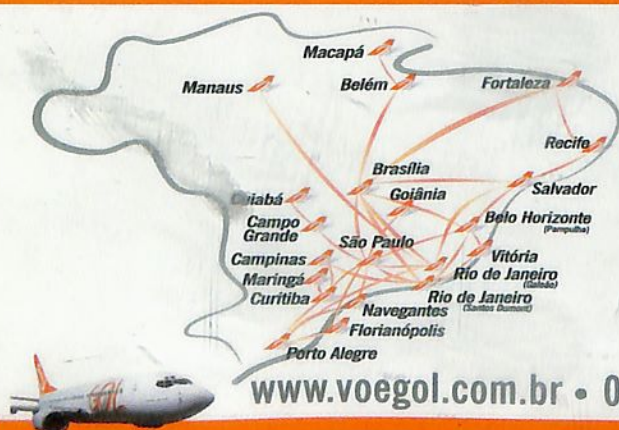 Macapá
Manaus
Belém
Fortaleza
Recife
Brasília
Salvador
Cuiabá
Goiânia
Campo
Grande
Belo Horizonte
(Pampulha)
São Paulo
Campinas
Vitória
Maringá
Rio de Janeiro
(Galeão)
Curitiba
Rio de Janeiro
(Santos Dumont)
Navegantes
Florianópolis
Porto Alegre
www.voegol.com.br • 0
GOL